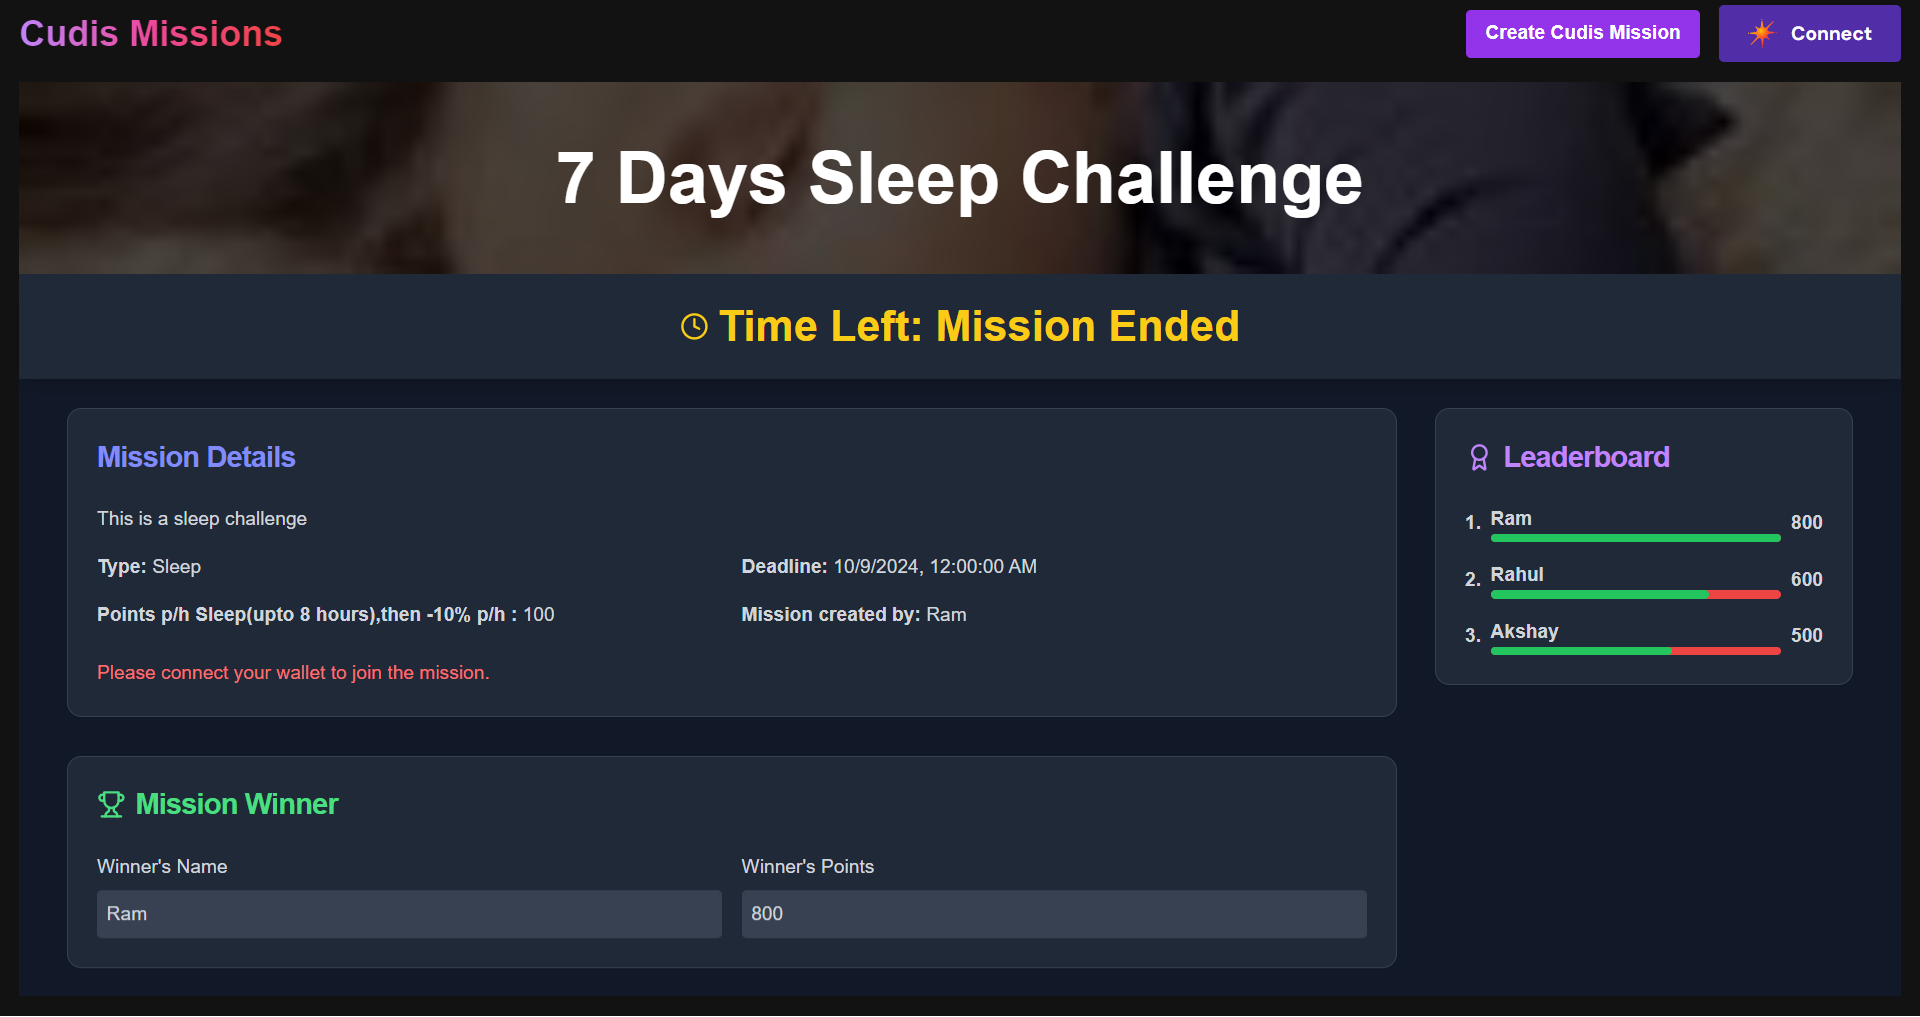 Cudis Missions
Create Cudis Mission
Connect
7 Days Sleep Challenge
Time Left: Mission Ended
Mission Details
This is a sleep challenge
Type: Sleep
Deadline: 10/9/2024, 12:00:00 AM
Points p/h Sleep(upto 8 hours),then -10% p/h : 100
Mission created by: Ram
Please connect your wallet to join the mission.
Leaderboard
1. Ram 800
2. Rahul 600
3. Akshay 500
Mission Winner
Winner's Name
Ram
Winner's Points
800